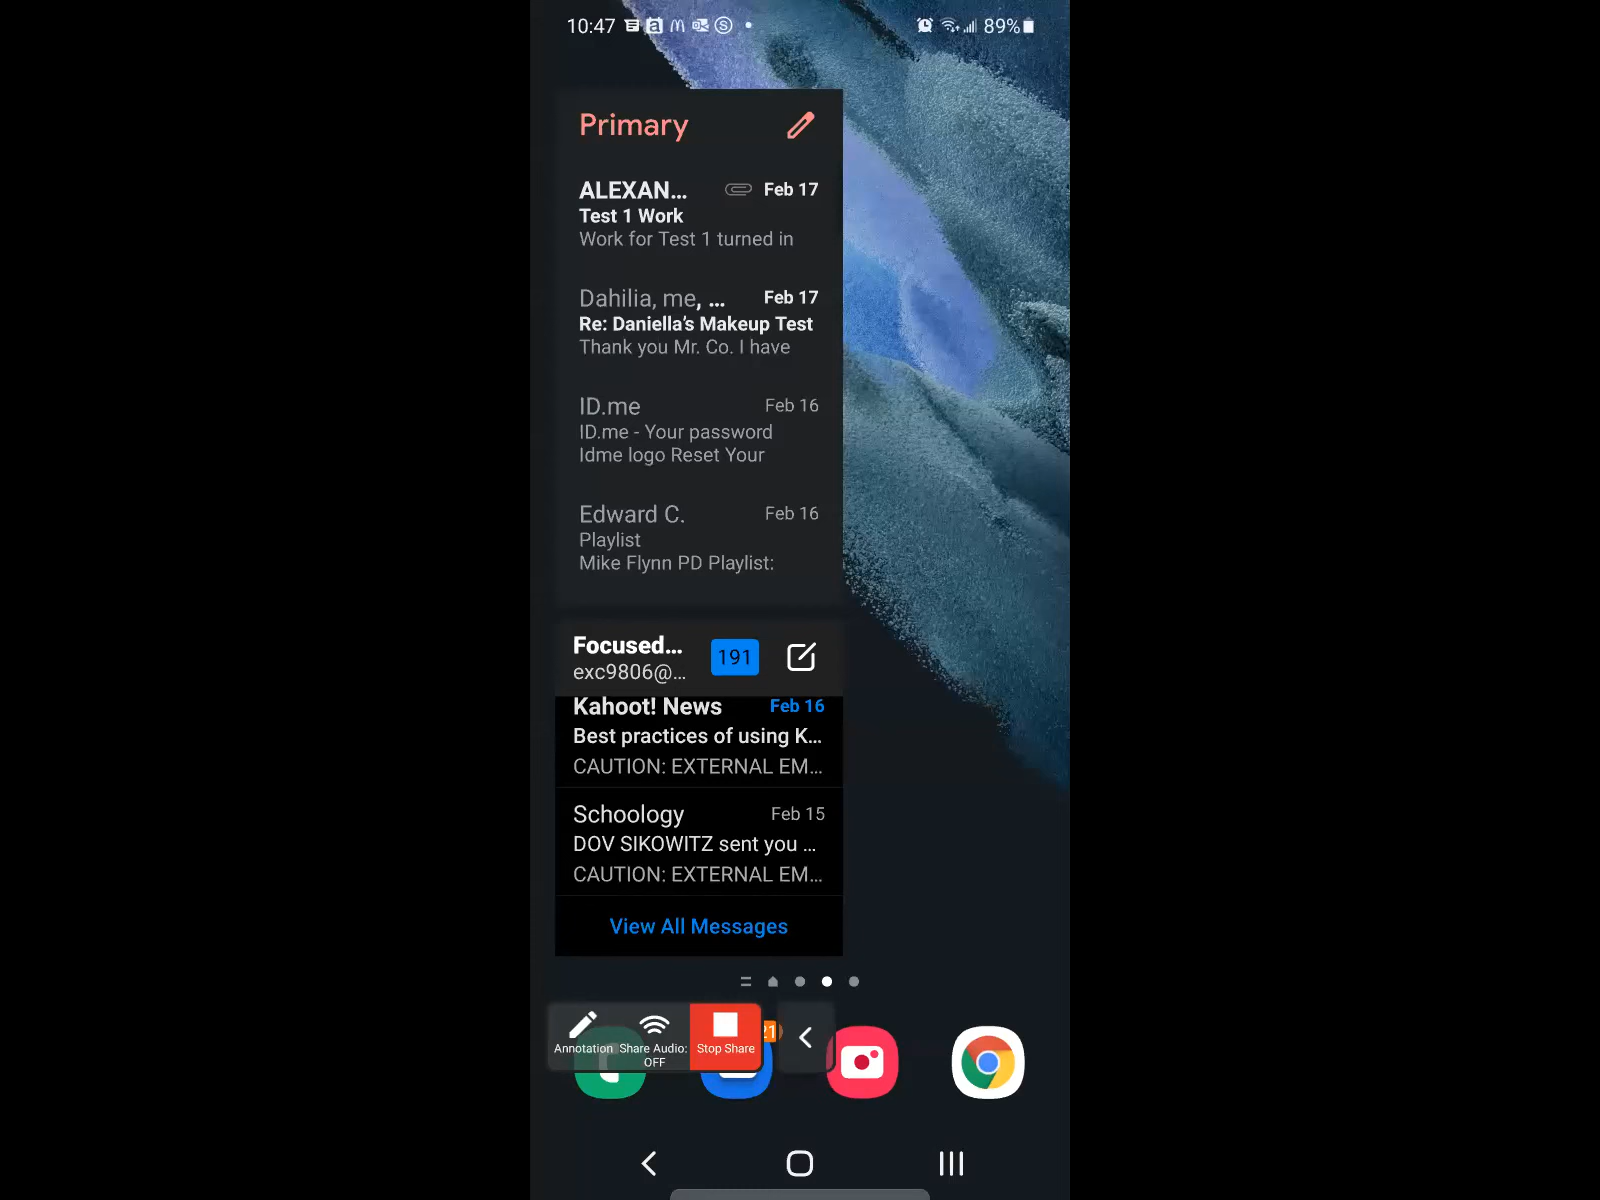 10:47
89%
Primary
ALEXAN... Feb 17
Test 1 Work
Work for Test 1 turned in
Dahilia, me, ... Feb 17
Re: Daniella's Makeup Test
Thank you Mr. Co. I have
ID.me Feb 16
ID.me - Your password
Idme logo Reset Your
Edward C. Feb 16
Playlist
Mike Flynn PD Playlist:
Focused... 191
exc9806@...
Kahoot! News Feb 16
Best practices of using K...
CAUTION: EXTERNAL EM...
Schoology Feb 15
DOV SIKOWITZ sent you ...
CAUTION: EXTERNAL EM...
View All Messages
Annotation
Share Audio:
OFF
Stop Share
21